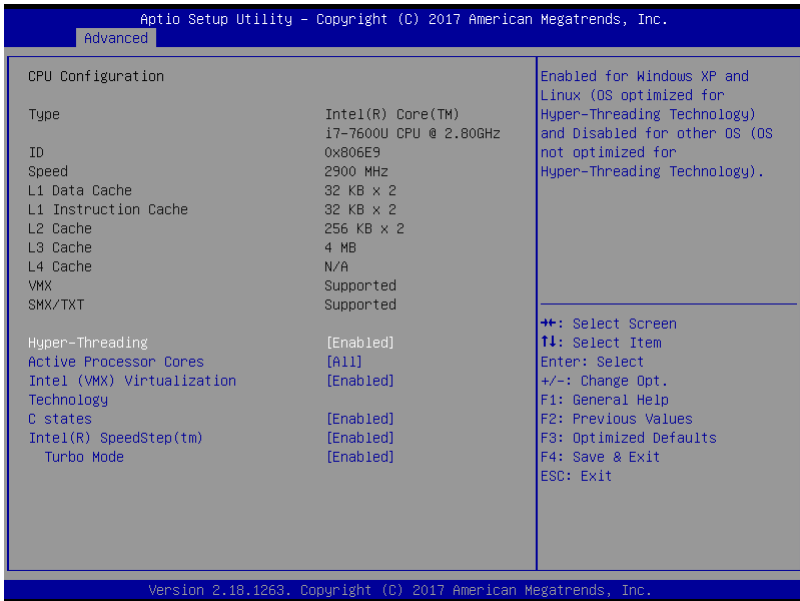 Aptio Setup Utility – Copyright (C) 2017 American Megatrends, Inc.
Advanced
CPU Configuration
Type Intel(R) Core(TM)
i7-7600U CPU @ 2.80GHz
ID 0x806E9
Speed 2900 MHz
L1 Data Cache 32 KB x 2
L1 Instruction Cache 32 KB x 2
L2 Cache 256 KB x 2
L3 Cache 4 MB
L4 Cache N/A
VMX Supported
SMX/TXT Supported
Hyper-Threading [Enabled]
Active Processor Cores [All]
Intel (VMX) Virtualization [Enabled]
Technology
C states [Enabled]
Intel(R) SpeedStep(tm) [Enabled]
Turbo Mode [Enabled]
Enabled for Windows XP and
Linux (OS optimized for
Hyper-Threading Technology)
and Disabled for other OS (OS
not optimized for
Hyper-Threading Technology).
→←: Select Screen
↑↓: Select Item
Enter: Select
+/-: Change Opt.
F1: General Help
F2: Previous Values
F3: Optimized Defaults
F4: Save & Exit
ESC: Exit
Version 2.18.1263. Copyright (C) 2017 American Megatrends, Inc.